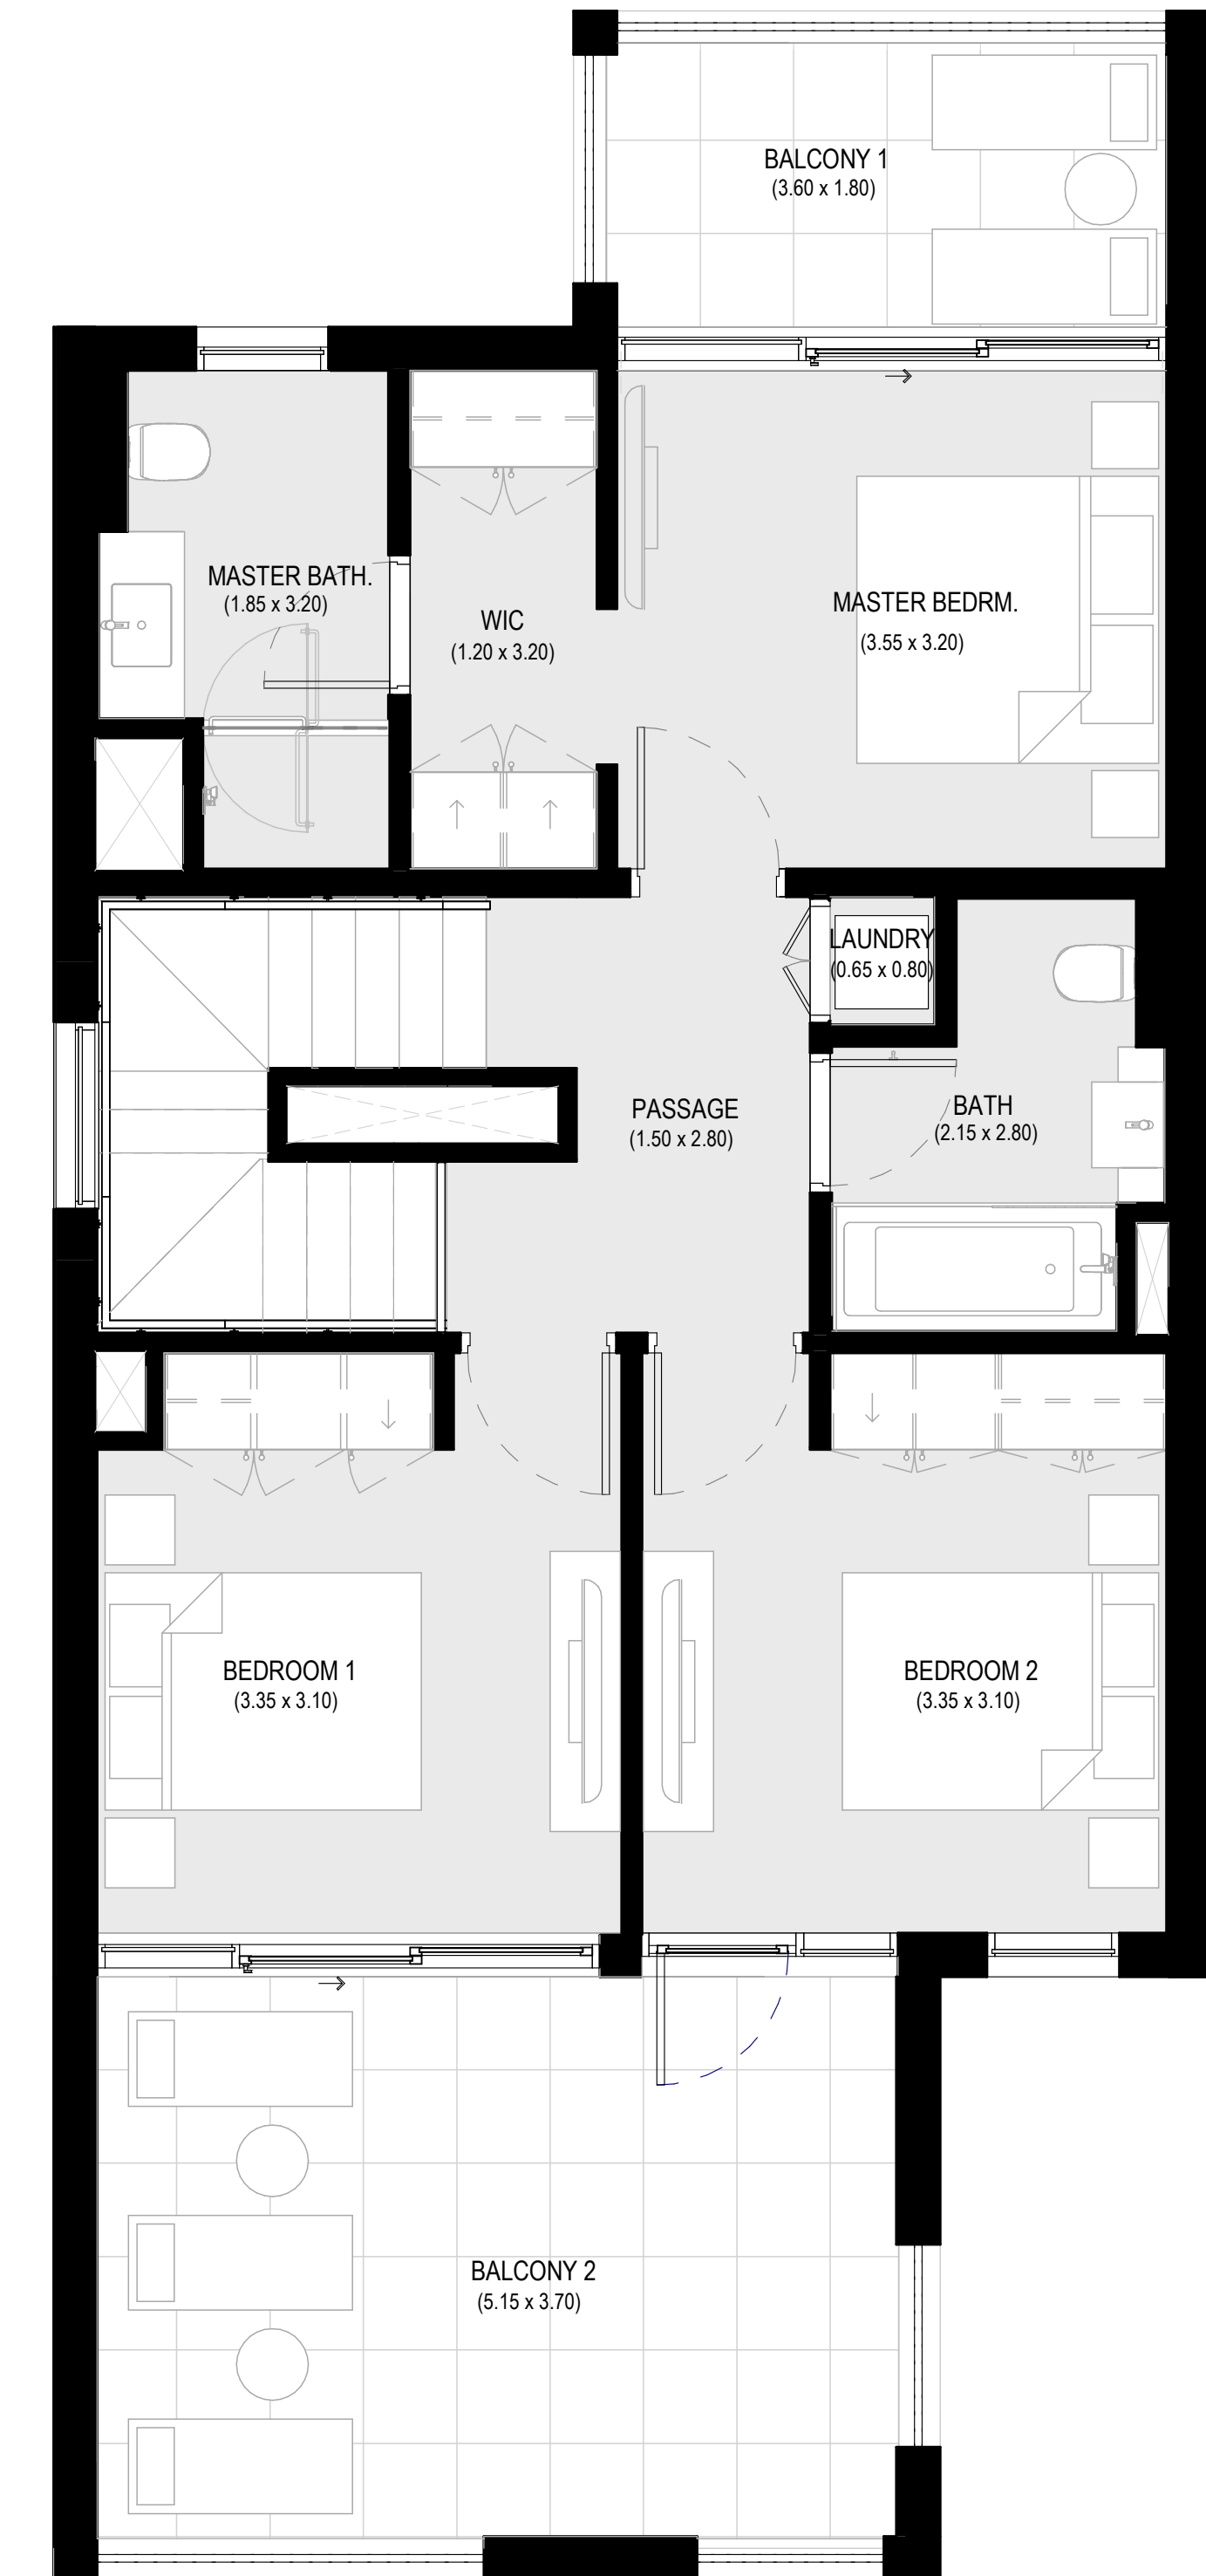 BALCONY 1
(3.60 x 1.80)
MASTER BATH.
(1.85 x 3.20)
WIC
(1.20 x 3.20)
MASTER BEDRM.
(3.55 x 3.20)
LAUNDRY
(0.65 x 0.80)
PASSAGE
(1.50 x 2.80)
BATH
(2.15 x 2.80)
BEDROOM 1
(3.35 x 3.10)
BEDROOM 2
(3.35 x 3.10)
BALCONY 2
(5.15 x 3.70)